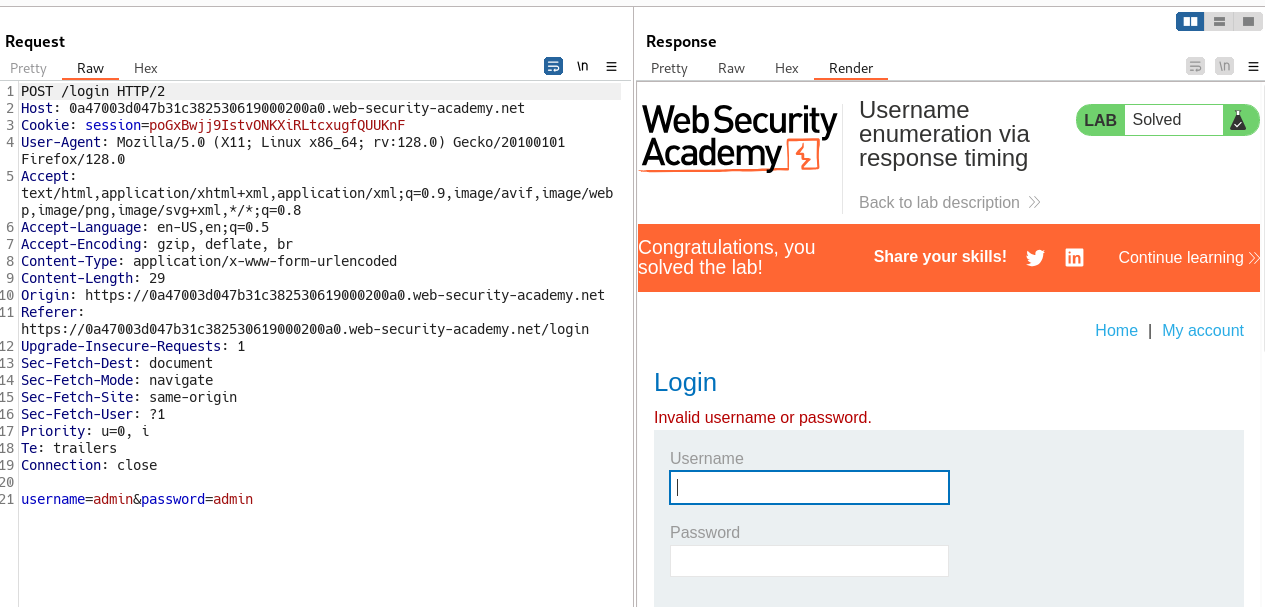 Request
Pretty Raw Hex
\n
1 POST /login HTTP/2
2 Host: 0a47003d047b31c382530619000200a0.web-security-academy.net
3 Cookie: session=poGxBwjj9IstvONKXiRLtcxugfQUUKnF
4 User-Agent: Mozilla/5.0 (X11; Linux x86_64; rv:128.0) Gecko/20100101
Firefox/128.0
5 Accept:
text/html,application/xhtml+xml,application/xml;q=0.9,image/avif,image/web
p,image/png,image/svg+xml,*/*;q=0.8
6 Accept-Language: en-US,en;q=0.5
7 Accept-Encoding: gzip, deflate, br
8 Content-Type: application/x-www-form-urlencoded
9 Content-Length: 29
10 Origin: https://0a47003d047b31c382530619000200a0.web-security-academy.net
11 Referer:
https://0a47003d047b31c382530619000200a0.web-security-academy.net/login
12 Upgrade-Insecure-Requests: 1
13 Sec-Fetch-Dest: document
14 Sec-Fetch-Mode: navigate
15 Sec-Fetch-Site: same-origin
16 Sec-Fetch-User: ?1
17 Priority: u=0, i
18 Te: trailers
19 Connection: close
20
21 username=admin&password=admin
Response
Pretty Raw Hex Render
\n
Web Security
Academy
Username
enumeration via
response timing
LAB Solved
Back to lab description
Congratulations, you
solved the lab!
Share your skills!
in
Continue learning
Home | My account
Login
Invalid username or password.
Username
Password